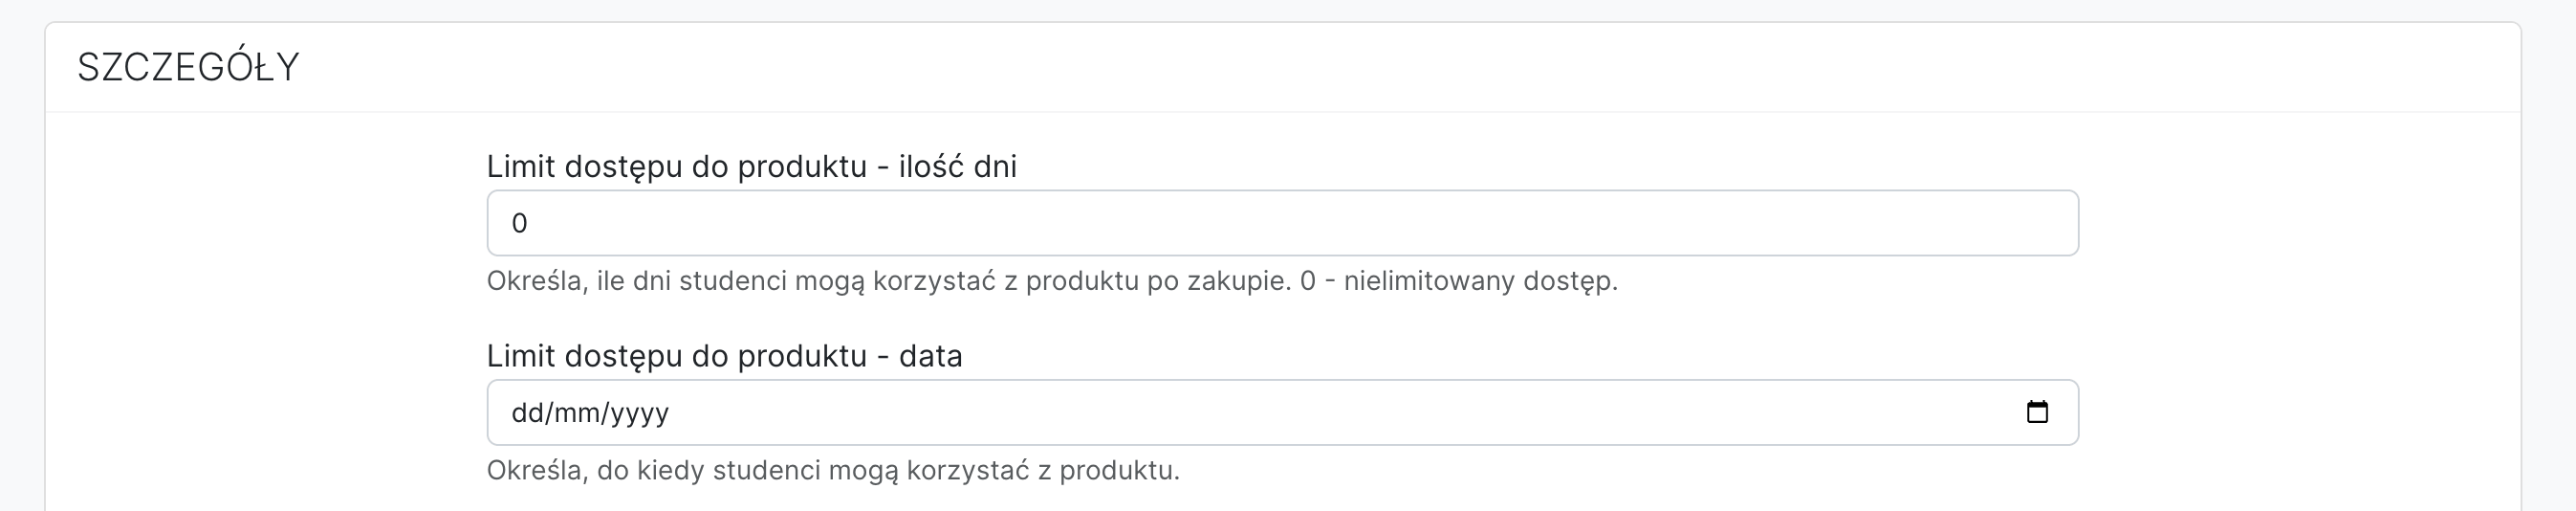 SZCZEGÓŁY
Limit dostępu do produktu - ilość dni
0
Określa, ile dni studenci mogą korzystać z produktu po zakupie. 0 - nielimitowany dostęp.
Limit dostępu do produktu - data
dd/mm/yyyy
Określa, do kiedy studenci mogą korzystać z produktu.